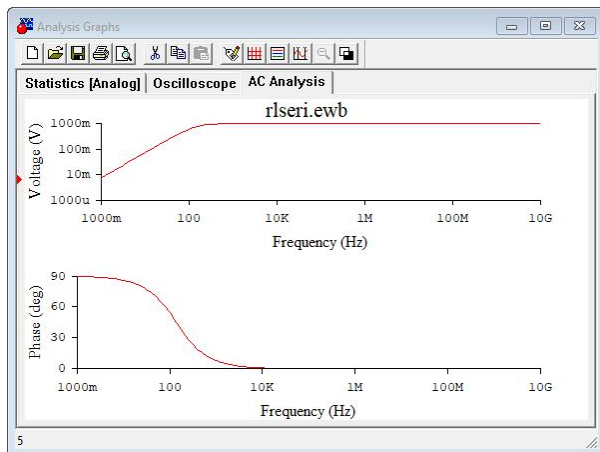 Analysis Graphs
Statistics [Analog] Oscilloscope AC Analysis
rlseri.ewb
Voltage (V)
1000m
100m
10m
1000u
1000m 100 10K 1M 100M 10G
Frequency (Hz)
Phase (deg)
90
60
30
0
1000m 100 10K 1M 100M 10G
Frequency (Hz)
5